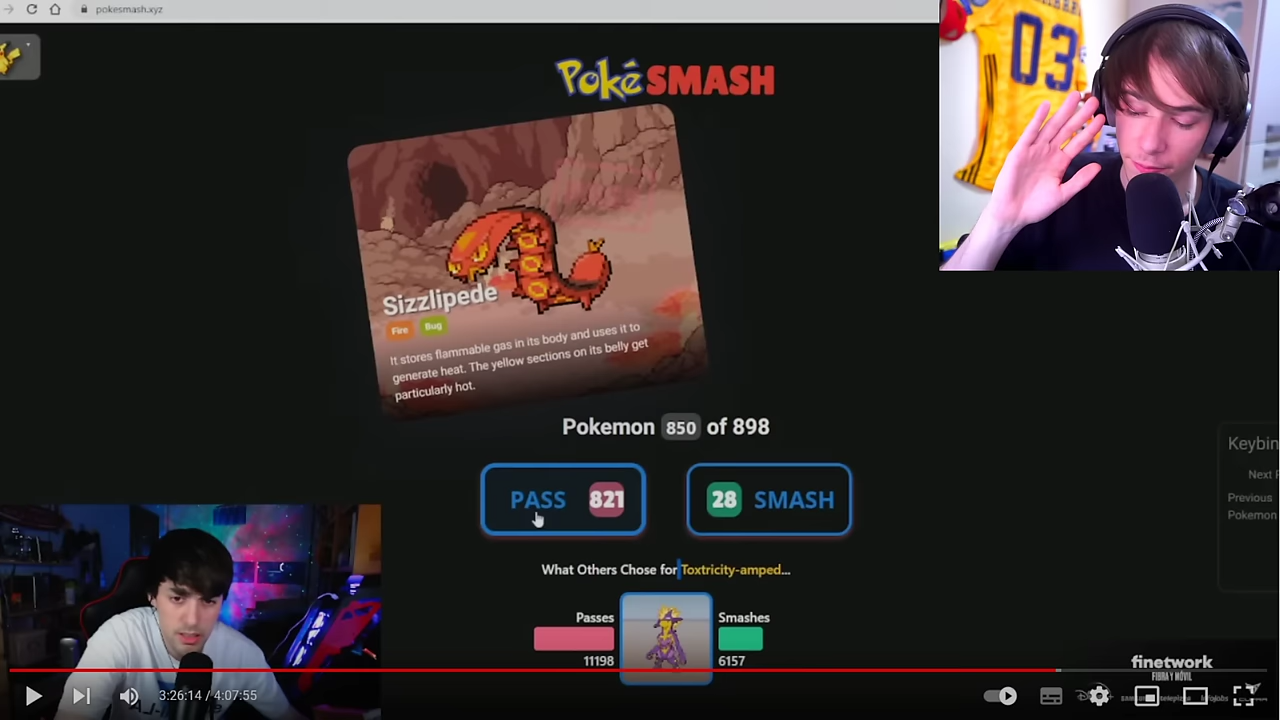 pokesmash.xyz
Poké SMASH
03
Sizzlipede
Fire Bug
It stores flammable gas in its body and uses it to
generate heat. The yellow sections on its belly get
particularly hot.
Pokemon 850 of 898
PASS 821
28 SMASH
Keybin
Next P
Previous
Pokemon
What Others Chose for Toxtricity-amped...
Passes
Smashes
11198
6157
finetwork
FIBRA Y MÓVIL
3:26:14 / 4:07:55
InfoJobs